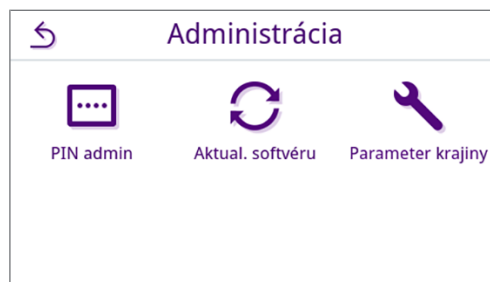 Administrácia
PIN admin
Aktual. softvéru
Parameter krajiny